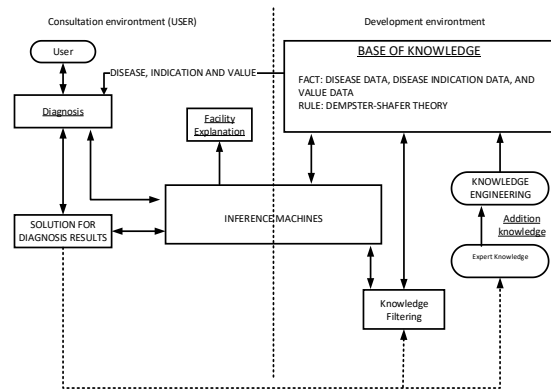 Consultation environtment (USER)
Development environtment
User
DISEASE, INDICATION AND VALUE
BASE OF KNOWLEDGE
FACT: DISEASE DATA, DISEASE INDICATION DATA, AND
VALUE DATA
RULE: DEMPSTER-SHAFER THEORY
Diagnosis
Facility
Explanation
KNOWLEDGE
ENGINEERING
INFERENCE MACHINES
SOLUTION FOR
DIAGNOSIS RESULTS
Addition
knowledge
Expert Knowledge
Knowledge
Filtering